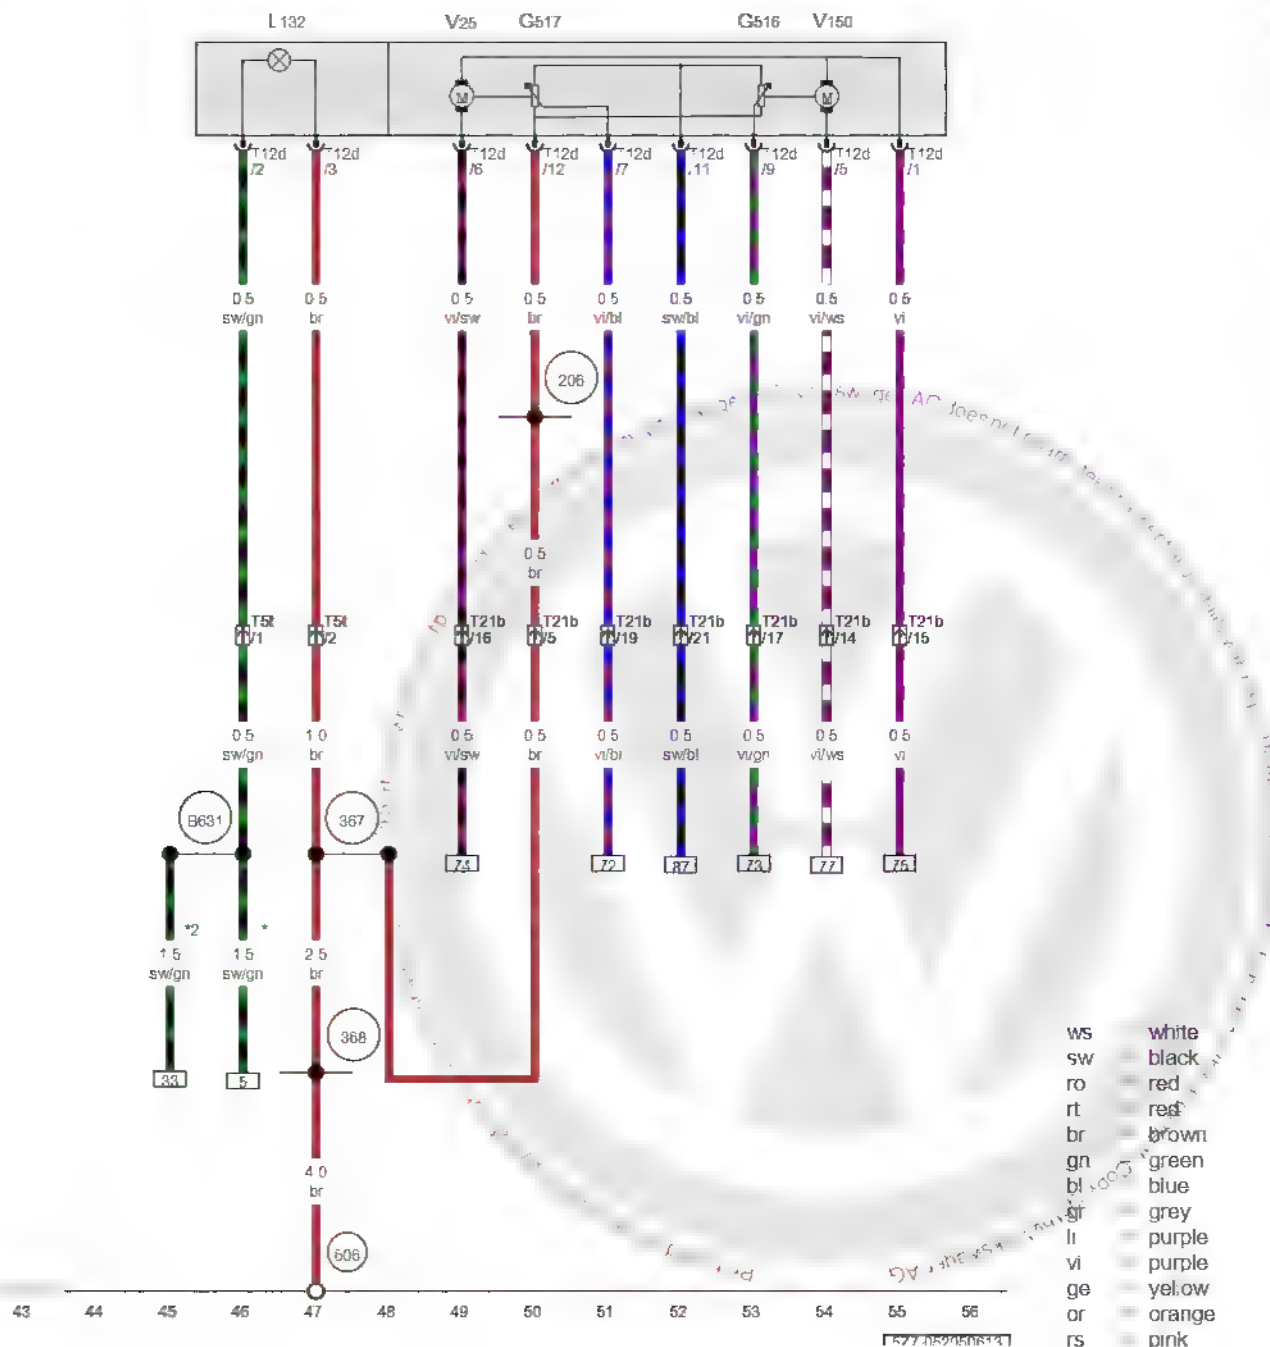 L132 V25 G517 G516 V150
M M
T12d T12d T12d T12d T12d T12d T12d T12d T12d
/2 /3 /6 /12 /7 /11 /9 /5 /1
0.5 0.5 0.5 0.5 0.5 0.5 0.5 0.5 0.5
sw/gn br vi/sw br vi/bl sw/bl vi/gn vi/ws vi
206
0.5
br
T5t T5t T21b T21b T21b T21b T21b T21b T21b
/1 /2 /16 /5 /19 /21 /17 /14 /15
0.5 1.0 0.5 0.5 0.5 0.5 0.5 0.5 0.5
sw/gn br vi/sw br vi/bl sw/bl vi/gn vi/ws vi
B631 367
74 72 87 73 77 75
*2 *
1.5 1.5 2.5
sw/gn sw/gn br
368
33 5
4.0
br
606
ws = white
sw = black
ro = red
rt = red
br = brown
gn = green
bl = blue
gr = grey
li = purple
vi = purple
ge = yellow
or = orange
rs = pink
43 44 45 46 47 48 49 50 51 52 53 54 55 56